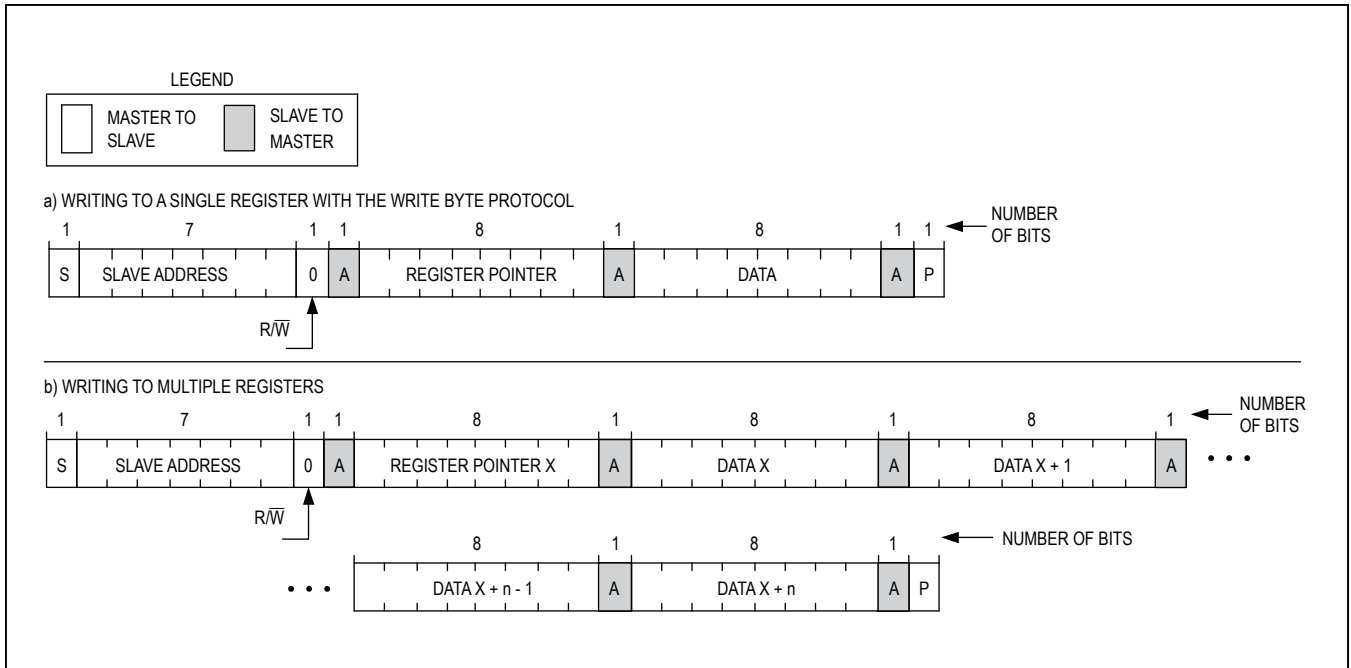 LEGEND
MASTER TO SLAVE
SLAVE TO MASTER
a) WRITING TO A SINGLE REGISTER WITH THE WRITE BYTE PROTOCOL
1 7 1 1 8 1 8 1 1 NUMBER OF BITS
S SLAVE ADDRESS 0 A REGISTER POINTER A DATA A P
R/W̅
b) WRITING TO MULTIPLE REGISTERS
1 7 1 1 8 1 8 1 8 1 NUMBER OF BITS
S SLAVE ADDRESS 0 A REGISTER POINTER X A DATA X A DATA X + 1 A • • •
R/W̅
8 1 8 1 NUMBER OF BITS
• • • DATA X + n - 1 A DATA X + n A P